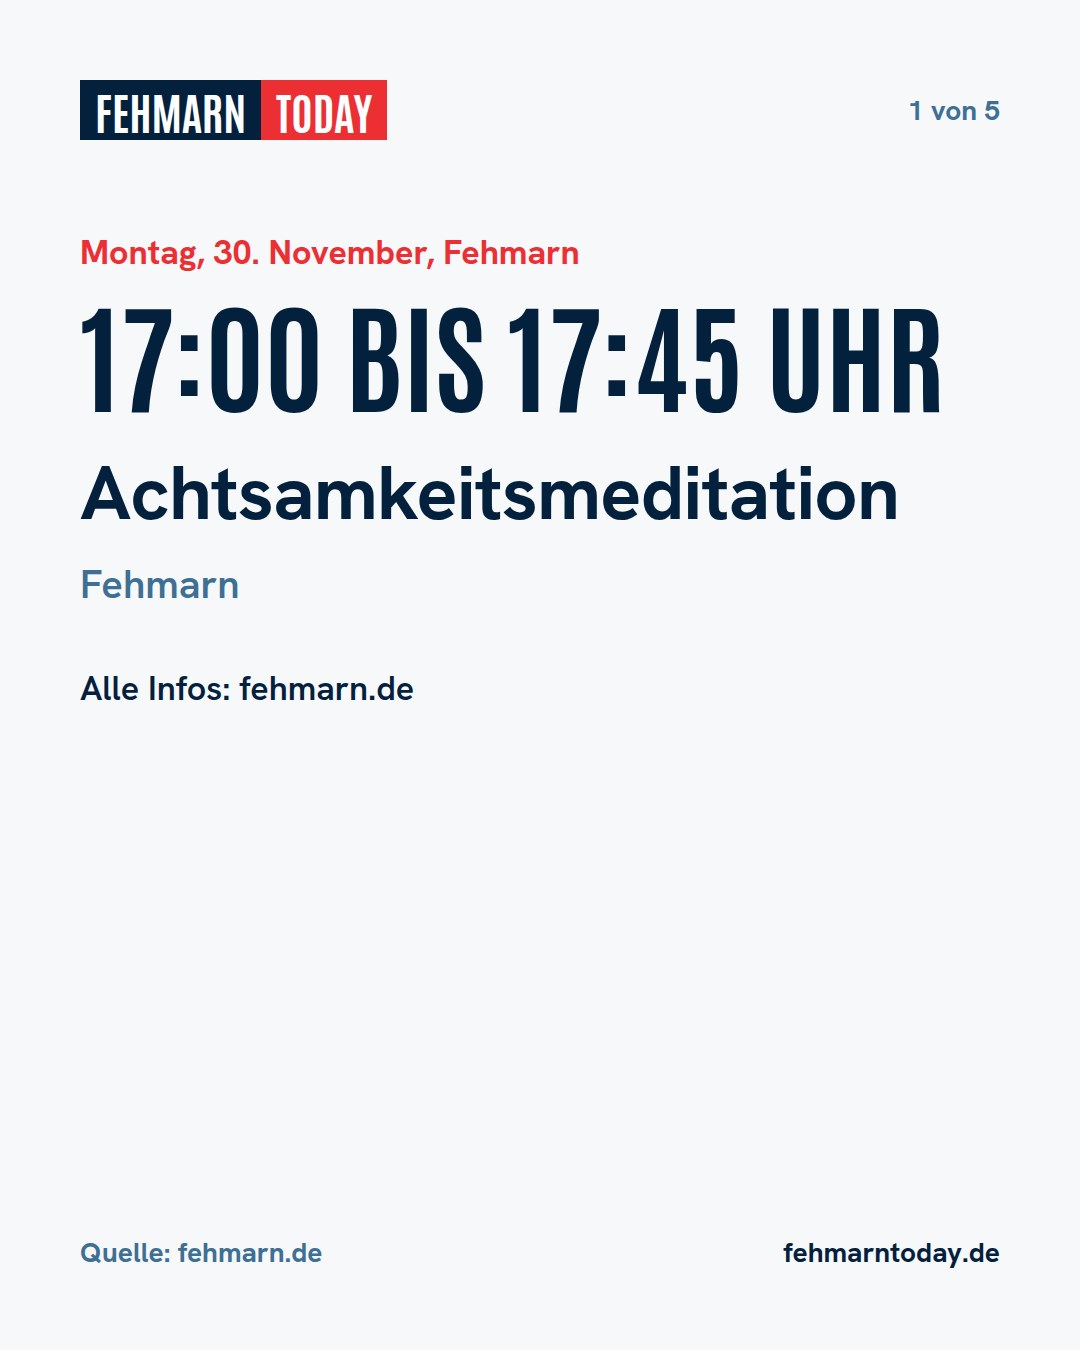 FEHMARN TODAY
1 von 5
Montag, 30. November, Fehmarn
17:00 BIS 17:45 UHR
Achtsamkeitsmeditation
Fehmarn
Alle Infos: fehmarn.de
Quelle: fehmarn.de
fehmarntoday.de